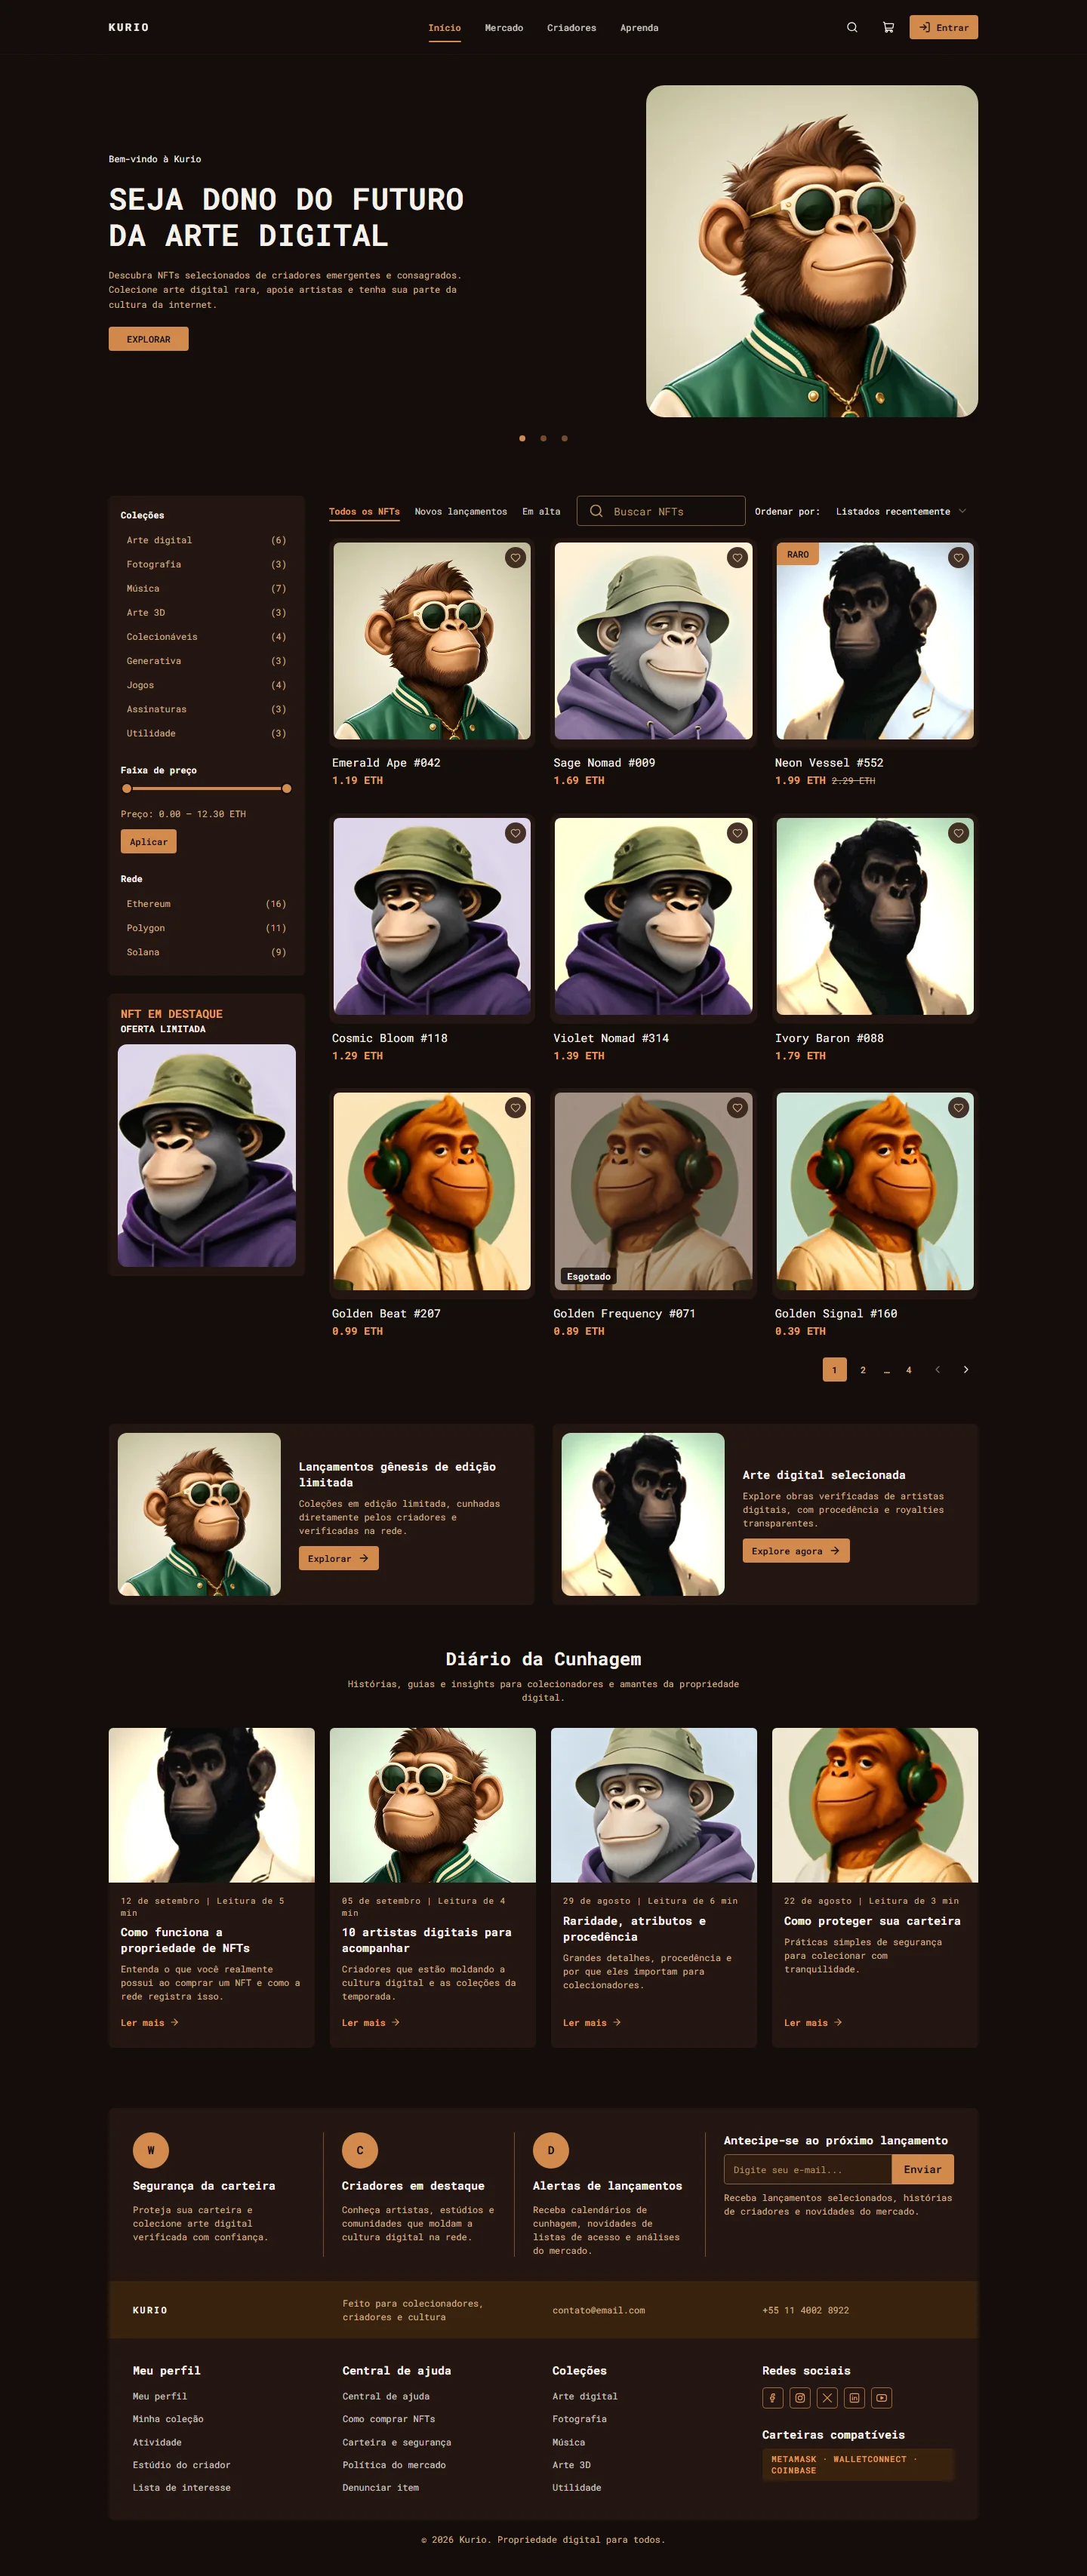 KURIO
Início
Mercado
Criadores
Aprenda
Entrar
Bem-vindo à Kurio
SEJA DONO DO FUTURO
DA ARTE DIGITAL
Descubra NFTs selecionados de criadores emergentes e consagrados.
Colecione arte digital rara, apoie artistas e tenha sua parte da
cultura da internet.
EXPLORAR
Coleções
Arte digital (6)
Fotografia (3)
Música (7)
Arte 3D (3)
Colecionáveis (4)
Generativa (3)
Jogos (4)
Assinaturas (3)
Utilidade (3)
Faixa de preço
Preço: 0.00 – 12.30 ETH
Aplicar
Rede
Ethereum (16)
Polygon (11)
Solana (9)
NFT EM DESTAQUE
OFERTA LIMITADA
Todos os NFTs
Novos lançamentos
Em alta
Buscar NFTs
Ordenar por:
Listados recentemente
RARO
Emerald Ape #042
1.19 ETH
Sage Nomad #009
1.69 ETH
Neon Vessel #552
1.99 ETH 2.29 ETH
Cosmic Bloom #118
1.29 ETH
Violet Nomad #314
1.39 ETH
Ivory Baron #088
1.79 ETH
Golden Beat #207
0.99 ETH
Esgotado
Golden Frequency #071
0.89 ETH
Golden Signal #160
0.39 ETH
1 2 … 4
Lançamentos gênesis de edição
limitada
Coleções em edição limitada, cunhadas
diretamente pelos criadores e
verificadas na rede.
Explorar
Arte digital selecionada
Explore obras verificadas de artistas
digitais, com procedência e royalties
transparentes.
Explore agora
Diário da Cunhagem
Histórias, guias e insights para colecionadores e amantes da propriedade
digital.
12 de setembro | Leitura de 5
min
Como funciona a
propriedade de NFTs
Entenda o que você realmente
possui ao comprar um NFT e como a
rede registra isso.
Ler mais
05 de setembro | Leitura de 4
min
10 artistas digitais para
acompanhar
Criadores que estão moldando a
cultura digital e as coleções da
temporada.
Ler mais
29 de agosto | Leitura de 6 min
Raridade, atributos e
procedência
Grandes detalhes, procedência e
por que eles importam para
colecionadores.
Ler mais
22 de agosto | Leitura de 3 min
Como proteger sua carteira
Práticas simples de segurança
para colecionar com
tranquilidade.
Ler mais
W
Segurança da carteira
Proteja sua carteira e
colecione arte digital
verificada com confiança.
C
Criadores em destaque
Conheça artistas, estúdios e
comunidades que moldam a
cultura digital na rede.
D
Alertas de lançamentos
Receba calendários de
cunhagem, novidades de
listas de acesso e análises
do mercado.
Antecipe-se ao próximo lançamento
Digite seu e-mail...
Enviar
Receba lançamentos selecionados, histórias
de criadores e novidades do mercado.
KURIO
Feito para colecionadores,
criadores e cultura
contato@email.com
+55 11 4002 8922
Meu perfil
Meu perfil
Minha coleção
Atividade
Estúdio do criador
Lista de interesse
Central de ajuda
Central de ajuda
Como comprar NFTs
Carteira e segurança
Política do mercado
Denunciar item
Coleções
Arte digital
Fotografia
Música
Arte 3D
Utilidade
Redes sociais
Carteiras compatíveis
METAMASK · WALLETCONNECT ·
COINBASE
© 2026 Kurio. Propriedade digital para todos.